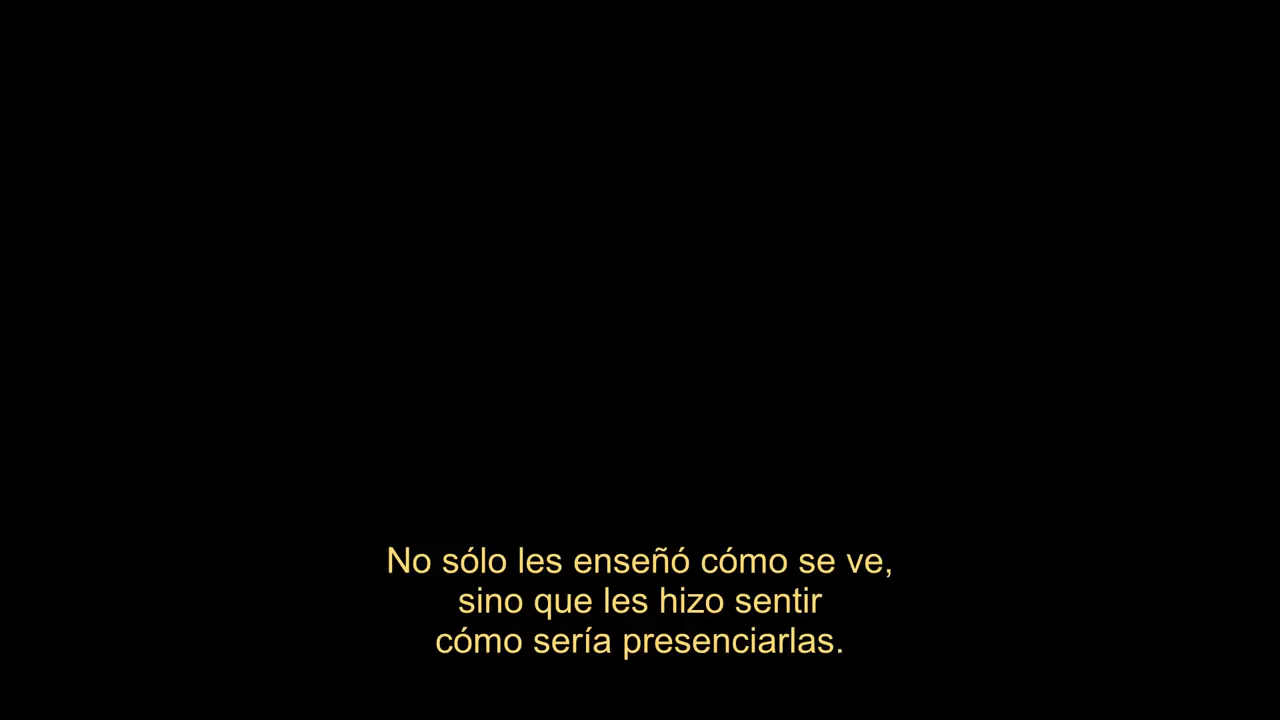 No sólo les enseñó cómo se ve,
sino que les hizo sentir
cómo sería presenciarlas.